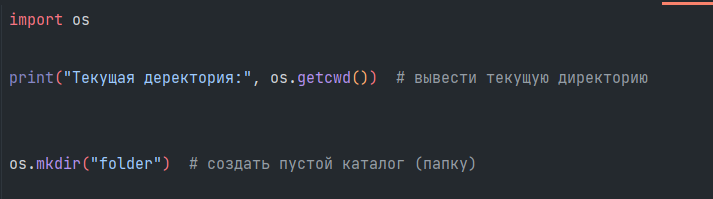 import os
print("Текущая деректория:", os.getcwd())  # вывести текущую директорию
os.mkdir("folder")  # создать пустой каталог (папку)